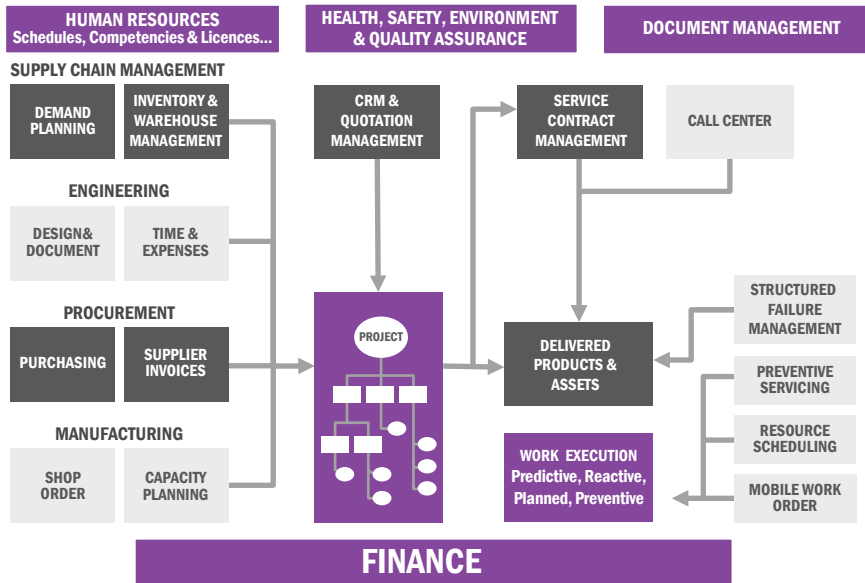 HUMAN RESOURCES
Schedules, Competencies & Licences...
HEALTH, SAFETY, ENVIRONMENT
& QUALITY ASSURANCE
DOCUMENT MANAGEMENT
SUPPLY CHAIN MANAGEMENT
DEMAND
PLANNING
INVENTORY &
WAREHOUSE
MANAGEMENT
CRM &
QUOTATION
MANAGEMENT
SERVICE
CONTRACT
MANAGEMENT
CALL CENTER
ENGINEERING
DESIGN&
DOCUMENT
TIME &
EXPENSES
PROCUREMENT
PURCHASING
SUPPLIER
INVOICES
MANUFACTURING
SHOP
ORDER
CAPACITY
PLANNING
PROJECT
DELIVERED
PRODUCTS &
ASSETS
STRUCTURED
FAILURE
MANAGEMENT
PREVENTIVE
SERVICING
RESOURCE
SCHEDULING
MOBILE WORK
ORDER
WORK EXECUTION
Predictive, Reactive,
Planned, Preventive
FINANCE